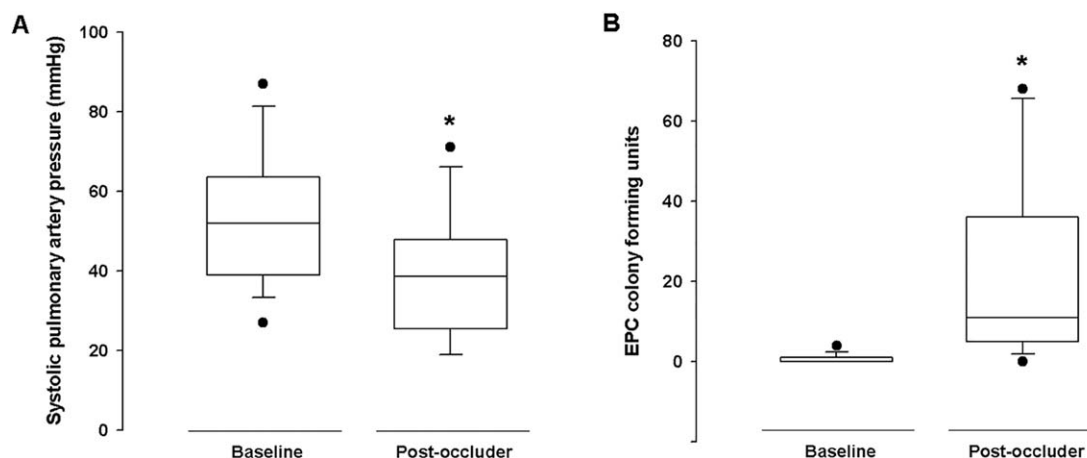 A
Systolic pulmonary artery pressure (mmHg)
100
80
60
40
20
0
*
Baseline
Post-occluder
B
EPC colony forming units
80
60
40
20
0
*
Baseline
Post-occluder